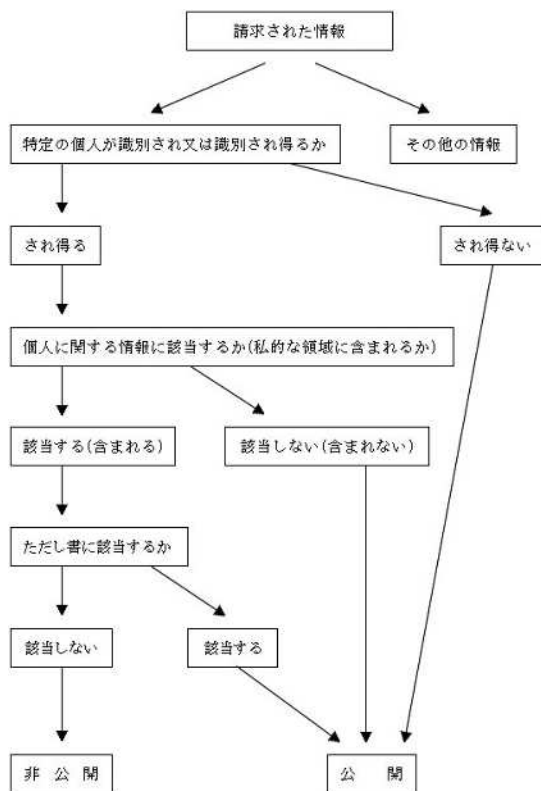 請求された情報
特定の個人が識別され又は識別され得るか
その他の情報
され得る
され得ない
個人に関する情報に該当するか(私的な領域に含まれるか)
該当する(含まれる)
該当しない(含まれない)
ただし書に該当するか
該当しない
該当する
非 公 開
公 開